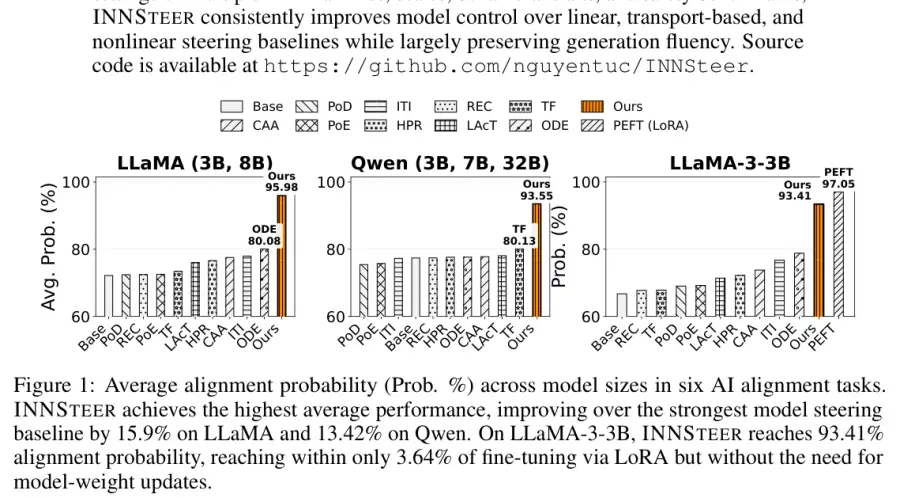 INNSTEER consistently improves model control over linear, transport-based, and
nonlinear steering baselines while largely preserving generation fluency. Source
code is available at https://github.com/nguyentuc/INNSteer.
Base PoD ITI REC TF Ours
CAA PoE HPR LAcT ODE PEFT (LoRA)
LLaMA (3B, 8B)
Avg. Prob. (%)
100
80
60
Ours
95.98
ODE
80.08
Base PoD REC PoE TF LAcT HPR CAA ITI ODE Ours
Qwen (3B, 7B, 32B)
100
80
60
Ours
93.55
TF
80.13
PoD PoE ITI Base REC HPR ODE CAA LAcT TF Ours
LLaMA-3-3B
Prob. (%)
100
80
60
Ours
93.41
PEFT
97.05
Base REC TF PoD PoE LAcT HPR CAA ITI ODE Ours PEFT
Figure 1: Average alignment probability (Prob. %) across model sizes in six AI alignment tasks.
INNSTEER achieves the highest average performance, improving over the strongest model steering
baseline by 15.9% on LLaMA and 13.42% on Qwen. On LLaMA-3-3B, INNSTEER reaches 93.41%
alignment probability, reaching within only 3.64% of fine-tuning via LoRA but without the need for
model-weight updates.